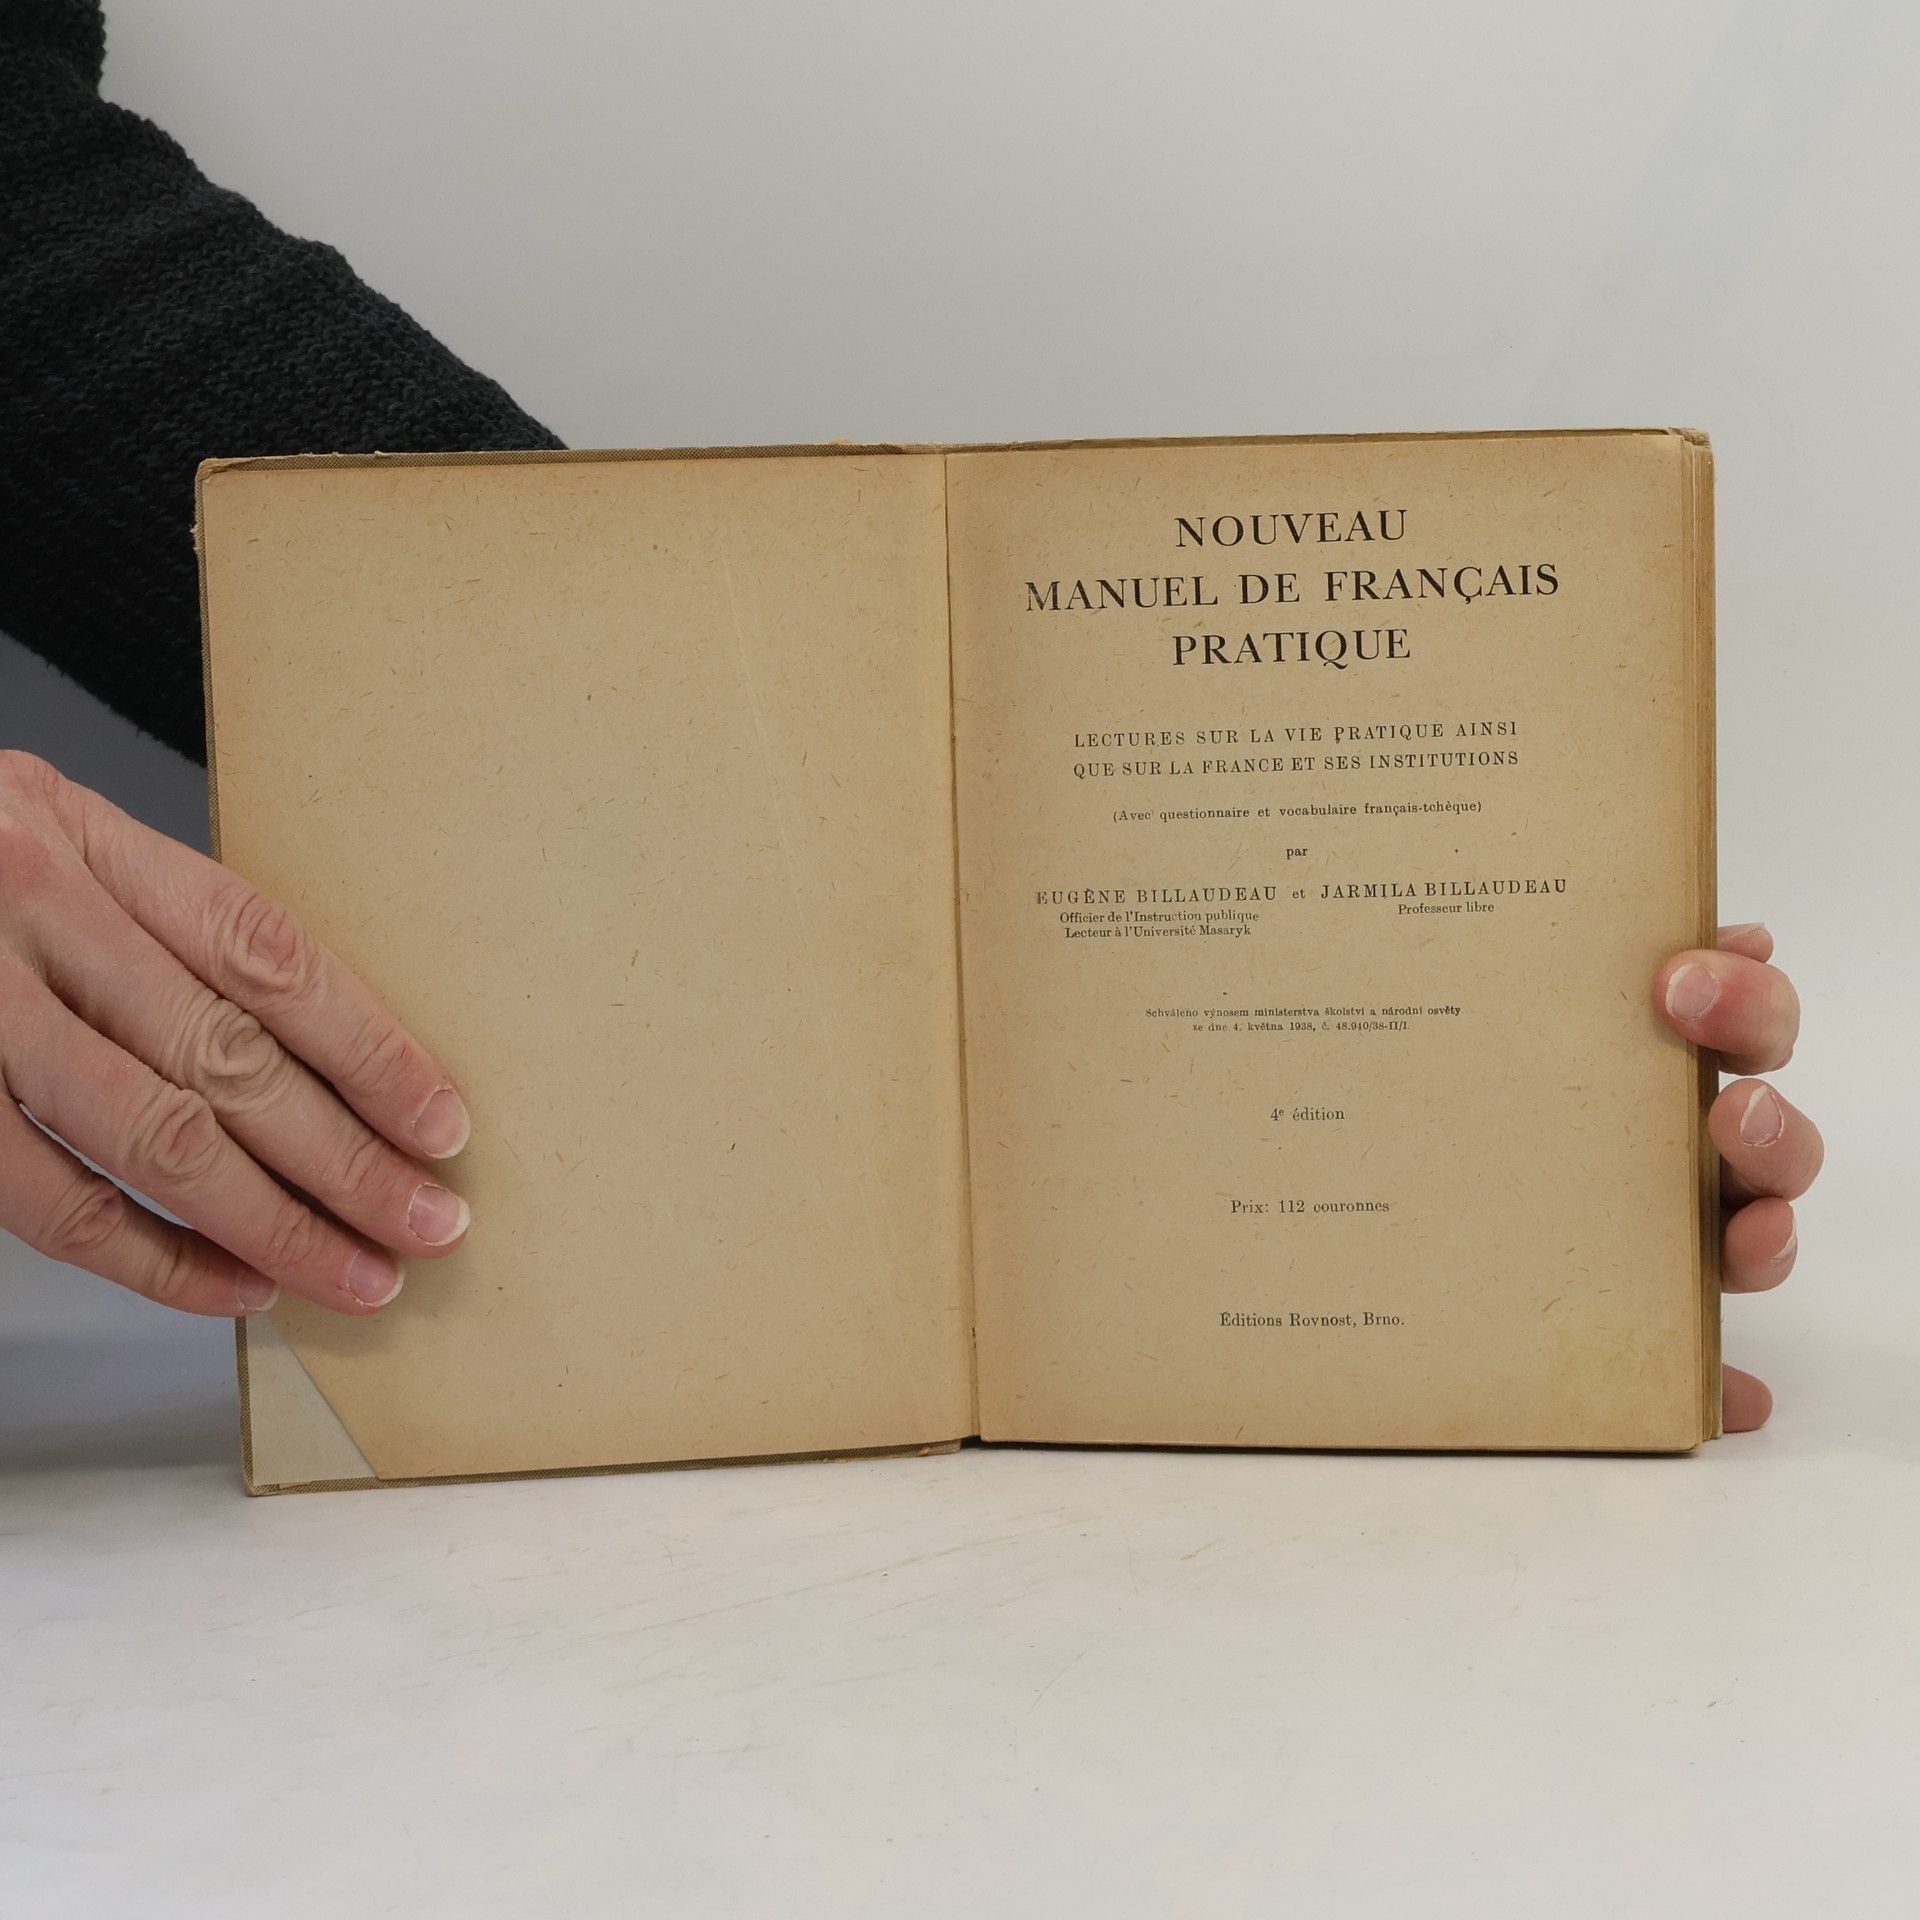 NOUVEAU
MANUEL DE FRANÇAIS
PRATIQUE
LECTURES SUR LA VIE PRATIQUE AINSI
QUE SUR LA FRANCE ET SES INSTITUTIONS
(Avec questionnaire et vocabulaire français-tchèque)
par
EUGÈNE BILLAUDEAU et JARMILA BILLAUDEAU
Officier de l'Instruction publique Professeur libre
Lecteur à l'Université Masaryk
Schváleno výnosem ministerstva školství a národní osvěty
ze dne 4. května 1938, č. 48.940/38-II/1.
4e édition
Prix: 112 couronnes
Éditions Rovnost, Brno.